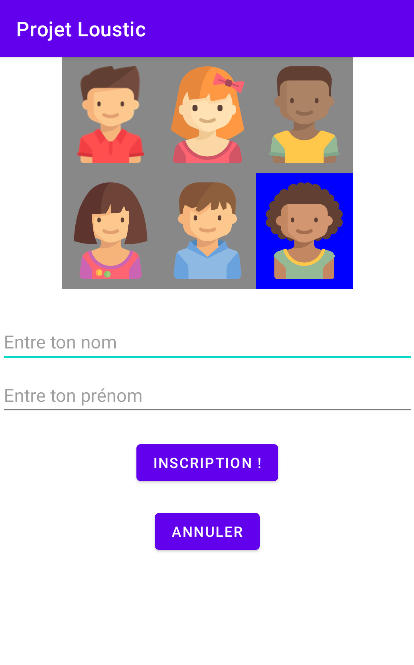 Projet Loustic
Entre ton nom
Entre ton prénom
INSCRIPTION !
ANNULER